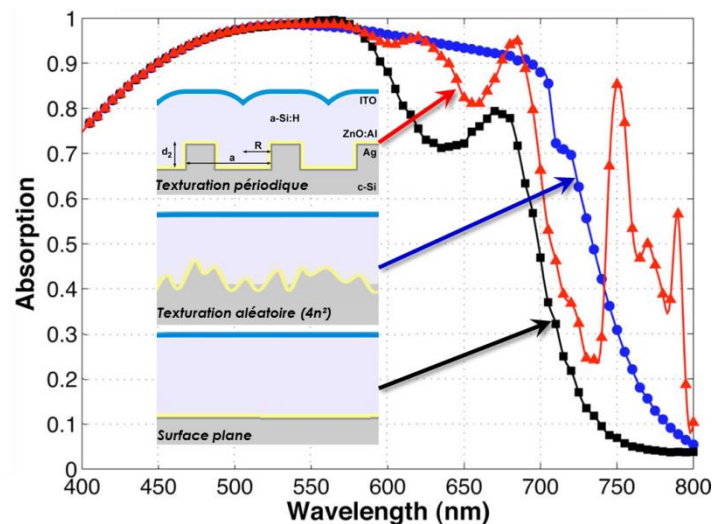 1
0.9
0.8
0.7
0.6
0.5
0.4
0.3
0.2
0.1
0
Absorption
ITO
a-Si:H
ZnO:Al
d₂
R
a
Ag
c-Si
Texturation périodique
Texturation aléatoire (4n²)
Surface plane
400 450 500 550 600 650 700 750 800
Wavelength (nm)